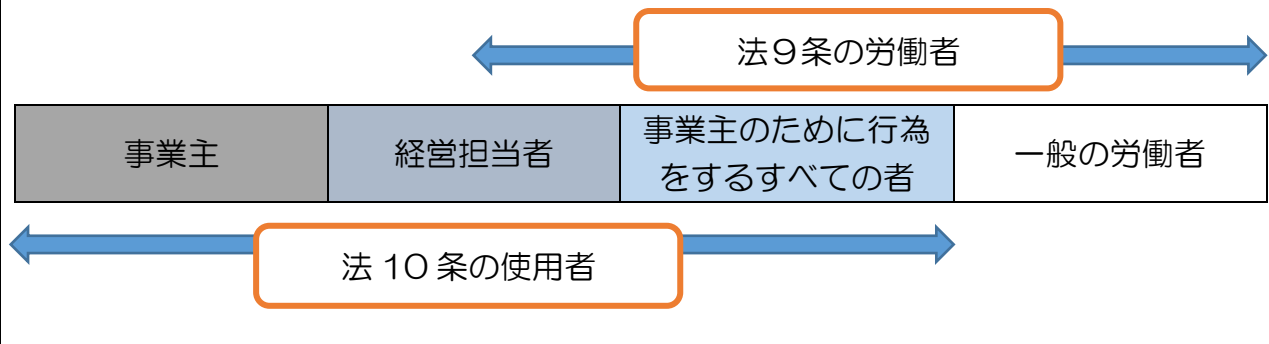 法9条の労働者
事業主
経営担当者
事業主のために行為
をするすべての者
一般の労働者
法 10 条の使用者